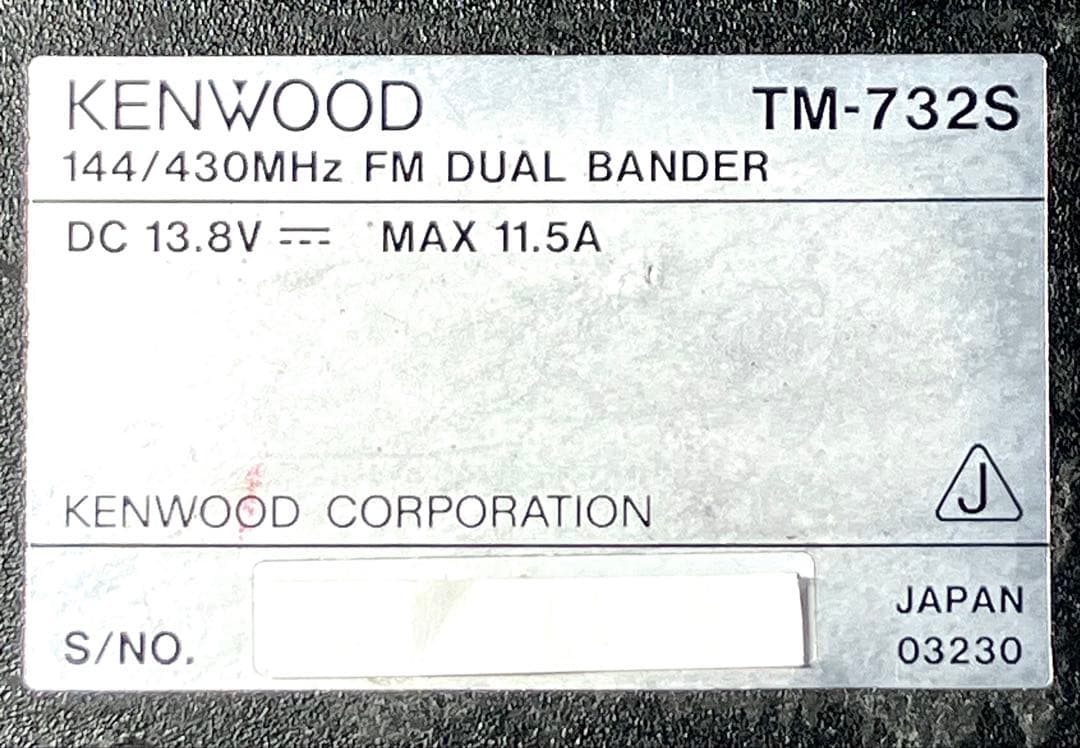 KENWOOD TM-732S
144/430MHz FM DUAL BANDER
DC 13.8V ⎓ MAX 11.5A
J
KENWOOD CORPORATION
JAPAN
S/NO. 03230